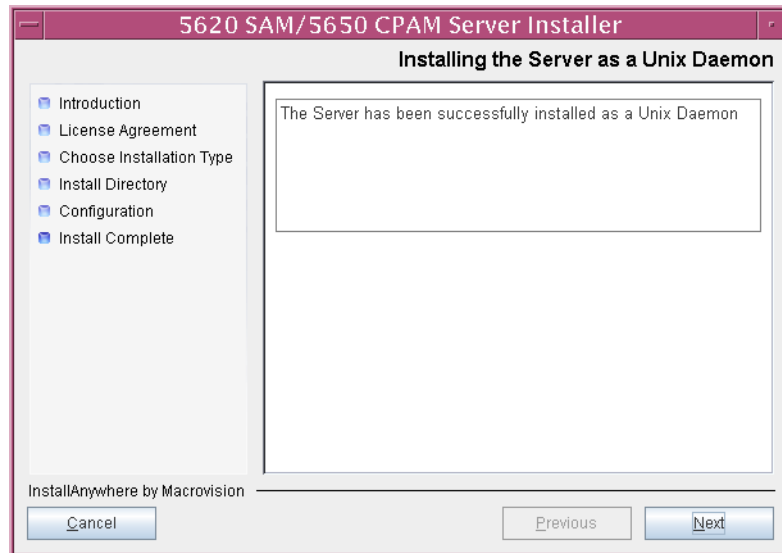 5620 SAM/5650 CPAM Server Installer
Installing the Server as a Unix Daemon
Introduction
License Agreement
Choose Installation Type
Install Directory
Configuration
Install Complete
The Server has been successfully installed as a Unix Daemon
InstallAnywhere by Macrovision
Cancel
Previous
Next